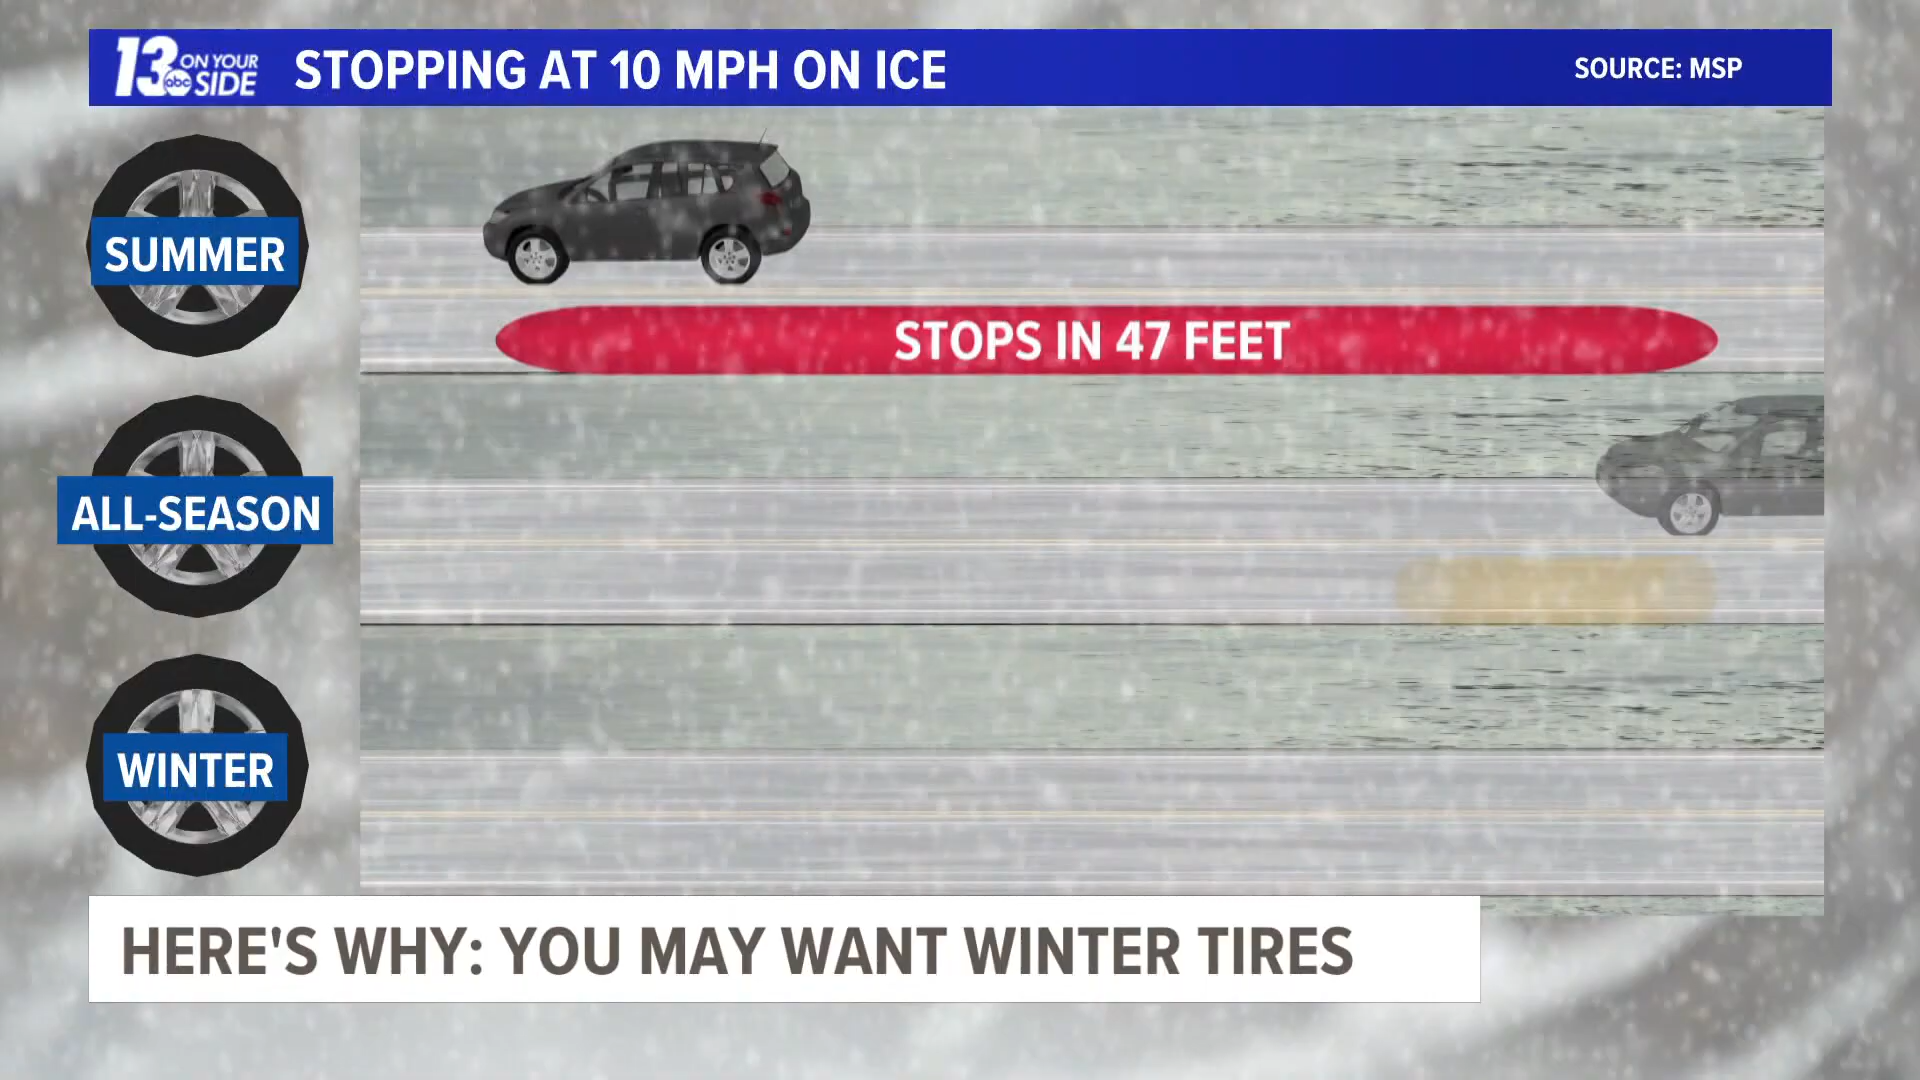 13 ON YOUR SIDE abc
STOPPING AT 10 MPH ON ICE
SOURCE: MSP
SUMMER
STOPS IN 47 FEET
ALL-SEASON
WINTER
HERE'S WHY: YOU MAY WANT WINTER TIRES